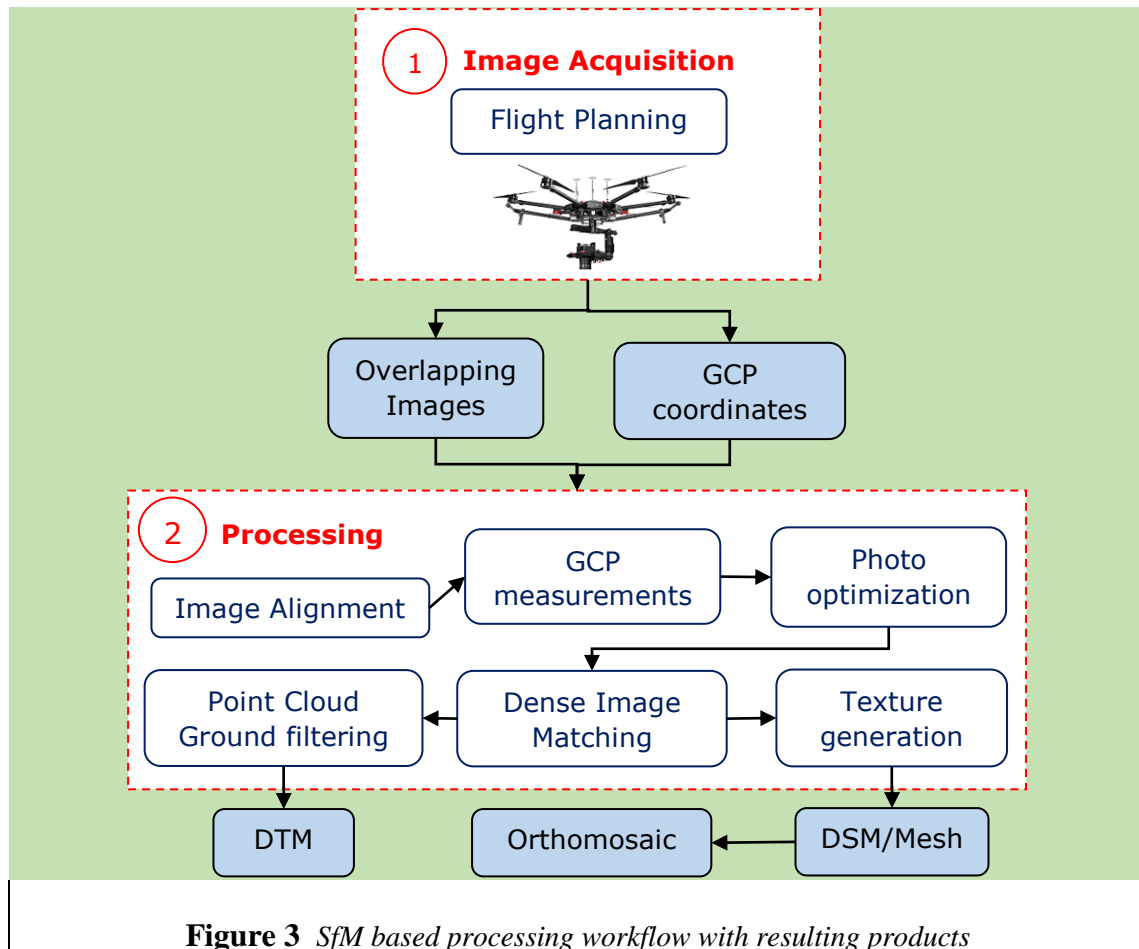 1 Image Acquisition
Flight Planning
Overlapping
Images
GCP
coordinates
2 Processing
Image Alignment
GCP
measurements
Photo
optimization
Point Cloud
Ground filtering
Dense Image
Matching
Texture
generation
DTM
Orthomosaic
DSM/Mesh
Figure 3 SfM based processing workflow with resulting products